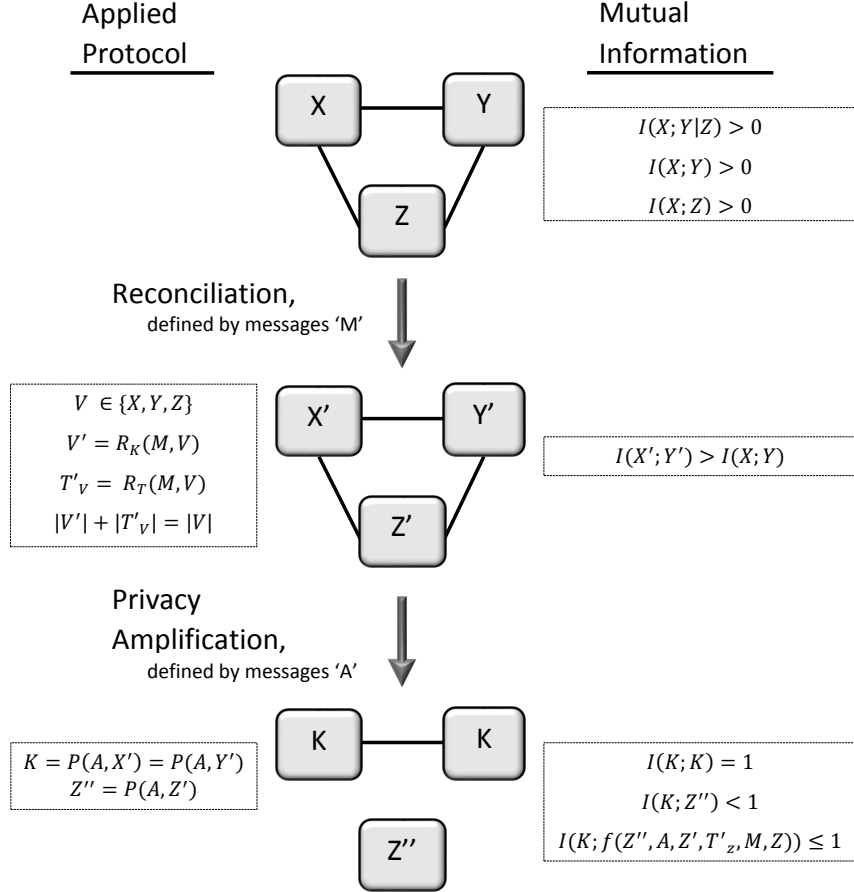 Applied
Protocol
Mutual
Information
X
Y
Z
I(X;Y|Z) > 0
I(X;Y) > 0
I(X;Z) > 0
Reconciliation,
defined by messages ‘M’
V ∈ {X,Y,Z}
V' = R_K(M,V)
T'_V = R_T(M,V)
|V'| + |T'_V| = |V|
X'
Y'
Z'
I(X';Y') > I(X;Y)
Privacy
Amplification,
defined by messages ‘A’
K
K
Z''
K = P(A,X') = P(A,Y')
Z'' = P(A,Z')
I(K;K) = 1
I(K;Z'') < 1
I(K;f(Z'',A,Z',T'_z,M,Z)) ≤ 1